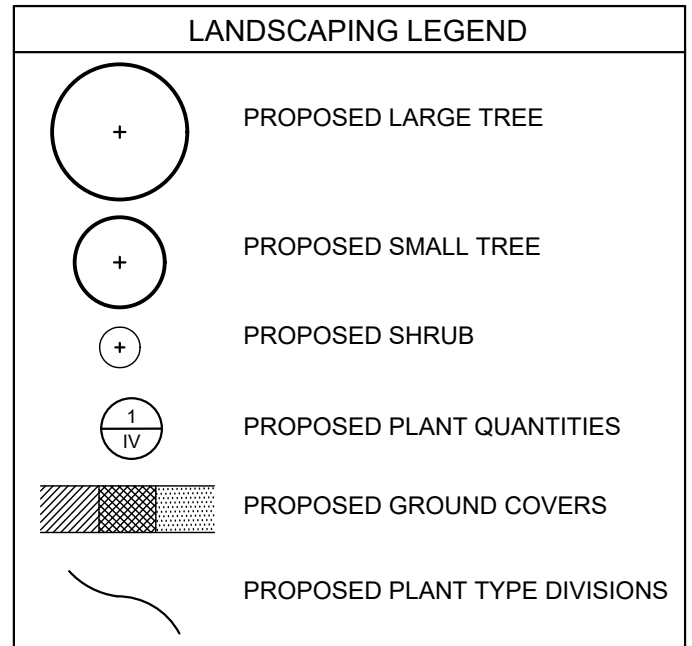 LANDSCAPING LEGEND
PROPOSED LARGE TREE
PROPOSED SMALL TREE
PROPOSED SHRUB
1
IV
PROPOSED PLANT QUANTITIES
PROPOSED GROUND COVERS
PROPOSED PLANT TYPE DIVISIONS